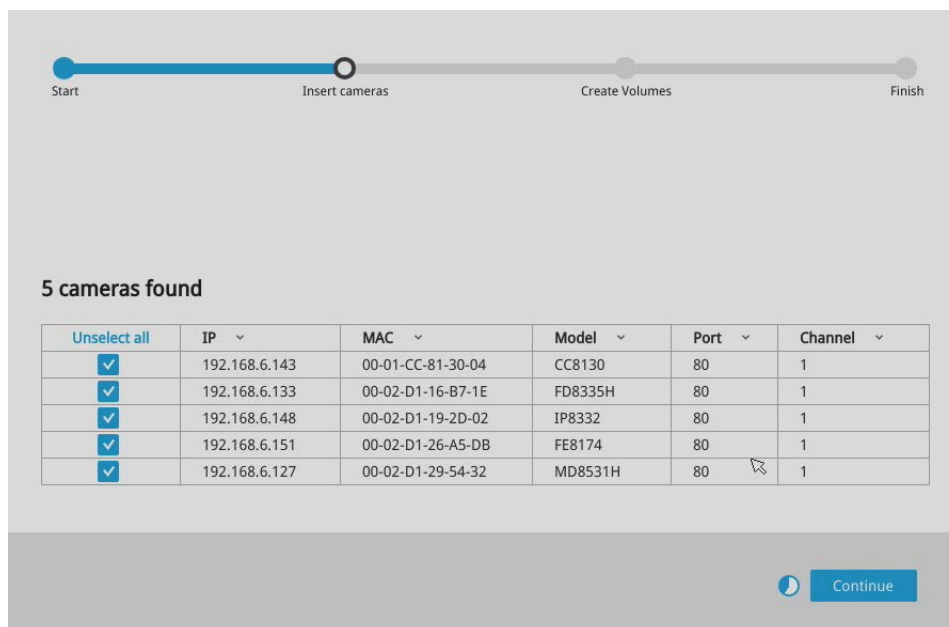 Start Insert cameras Create Volumes Finish
5 cameras found
Unselect all IP MAC Model Port Channel
192.168.6.143 00-01-CC-81-30-04 CC8130 80 1
192.168.6.133 00-02-D1-16-B7-1E FD8335H 80 1
192.168.6.148 00-02-D1-19-2D-02 IP8332 80 1
192.168.6.151 00-02-D1-26-A5-DB FE8174 80 1
192.168.6.127 00-02-D1-29-54-32 MD8531H 80 1
Continue